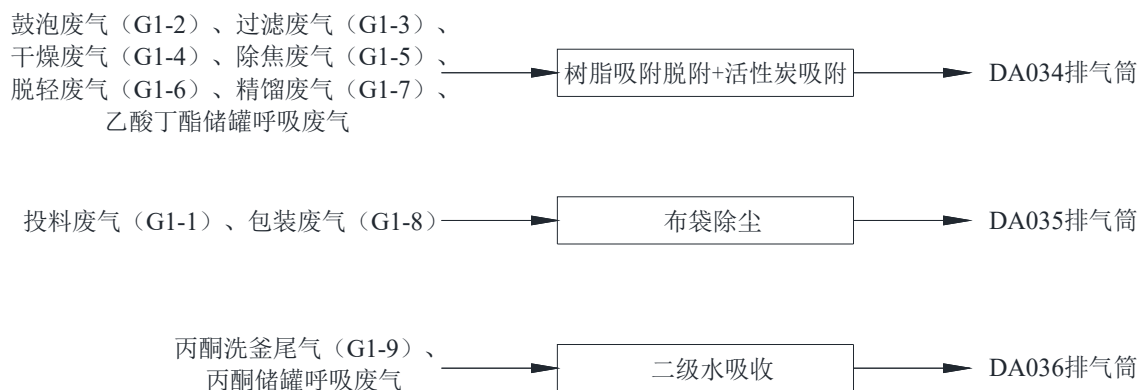 鼓泡废气（G1-2）、过滤废气（G1-3）、
干燥废气（G1-4）、除焦废气（G1-5）、
脱轻废气（G1-6）、精馏废气（G1-7）、
乙酸丁酯储罐呼吸废气
树脂吸附脱附+活性炭吸附
DA034排气筒
投料废气（G1-1）、包装废气（G1-8）
布袋除尘
DA035排气筒
丙酮洗釜尾气（G1-9）、
丙酮储罐呼吸废气
二级水吸收
DA036排气筒